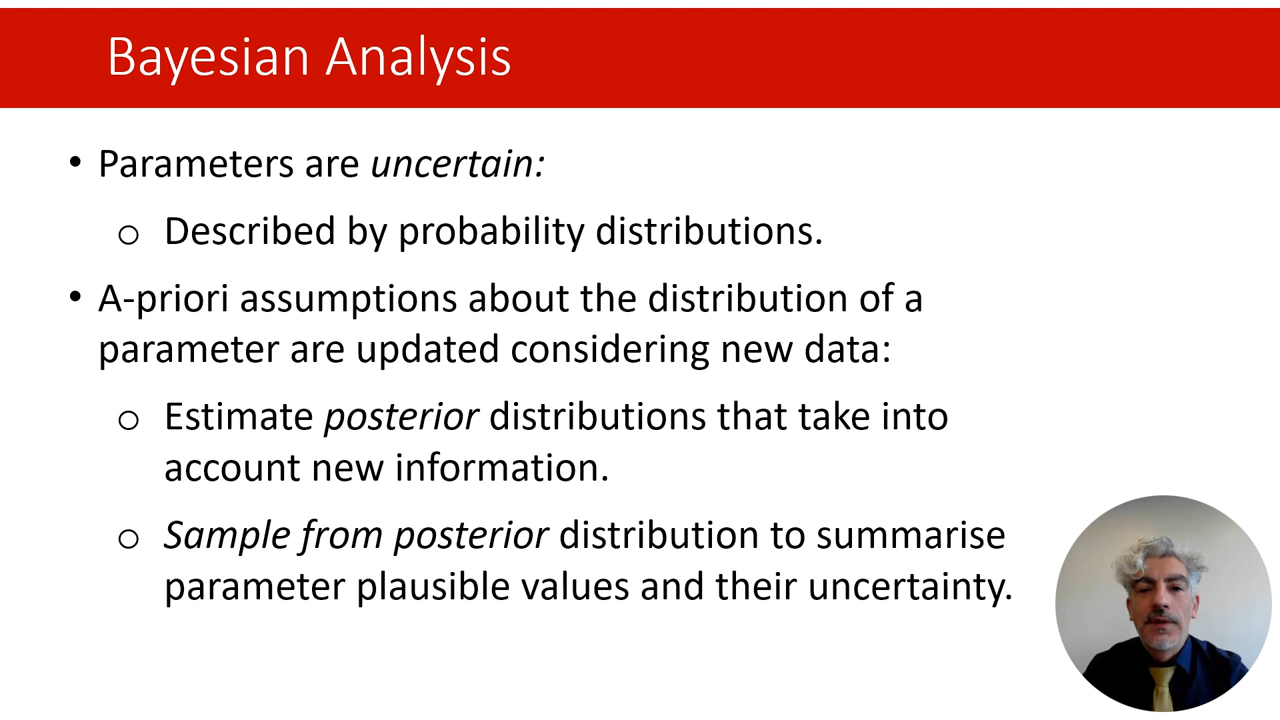 Bayesian Analysis
• Parameters are uncertain:
o Described by probability distributions.
• A-priori assumptions about the distribution of a
parameter are updated considering new data:
o Estimate posterior distributions that take into
account new information.
o Sample from posterior distribution to summarise
parameter plausible values and their uncertainty.